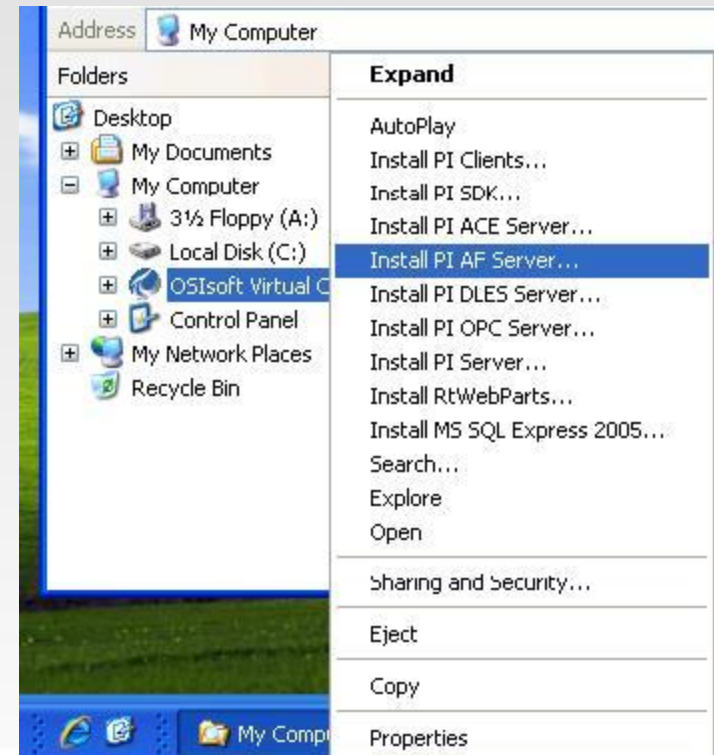 Address My Computer
Folders
Desktop
My Documents
My Computer
3½ Floppy (A:)
Local Disk (C:)
OSIsoft Virtual C
Control Panel
My Network Places
Recycle Bin
Expand
AutoPlay
Install PI Clients...
Install PI SDK...
Install PI ACE Server...
Install PI AF Server...
Install PI DLES Server...
Install PI OPC Server...
Install PI Server...
Install RtWebParts...
Install MS SQL Express 2005...
Search...
Explore
Open
Sharing and Security...
Eject
Copy
Properties
My Comp